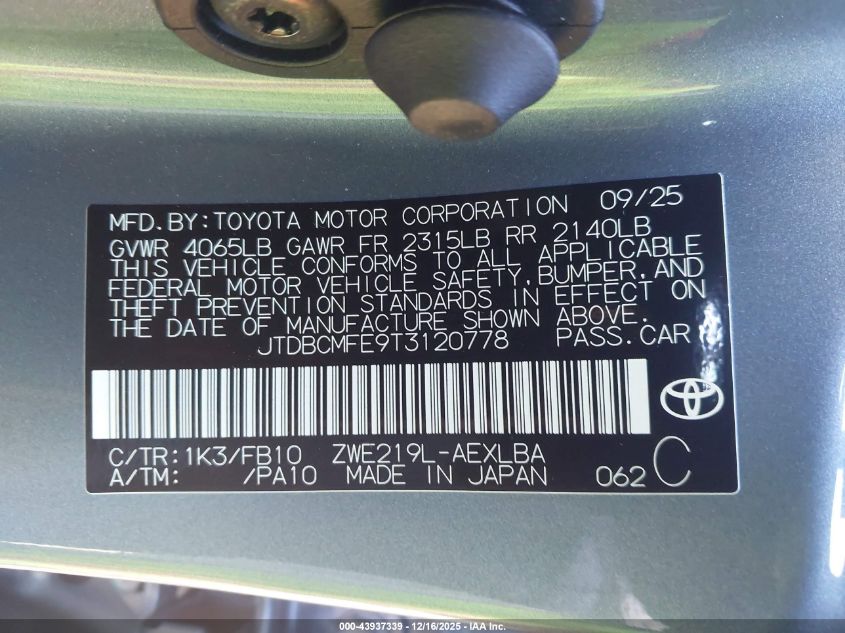 MFD.BY:TOYOTA MOTOR CORPORATION 09/25
GVWR 4065LB GAWR FR 2315LB RR 2140LB
THIS VEHICLE CONFORMS TO ALL APPLICABLE
FEDERAL MOTOR VEHICLE SAFETY,BUMPER,AND
THEFT PREVENTION STANDARDS IN EFFECT ON
THE DATE OF MANUFACTURE SHOWN ABOVE.
JTDBCMFE9T3120778 PASS.CAR
C/TR:1K3/FB10 ZWE219L-AEXLBA
A/TM: /PA10 MADE IN JAPAN 062 C
000-43937339 - 12/16/2025 - IAA Inc.